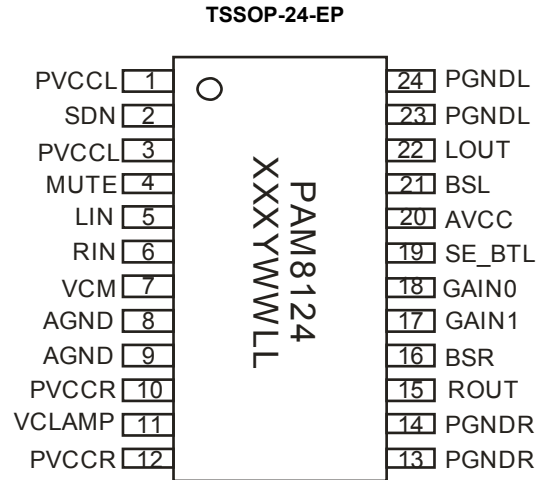 TSSOP-24-EP
PVCCL 1
SDN 2
PVCCL 3
MUTE 4
LIN 5
RIN 6
VCM 7
AGND 8
AGND 9
PVCCR 10
VCLAMP 11
PVCCR 12
PAM8124
XXXYWWLL
24 PGNDL
23 PGNDL
22 LOUT
21 BSL
20 AVCC
19 SE_BTL
18 GAIN0
17 GAIN1
16 BSR
15 ROUT
14 PGNDR
13 PGNDR